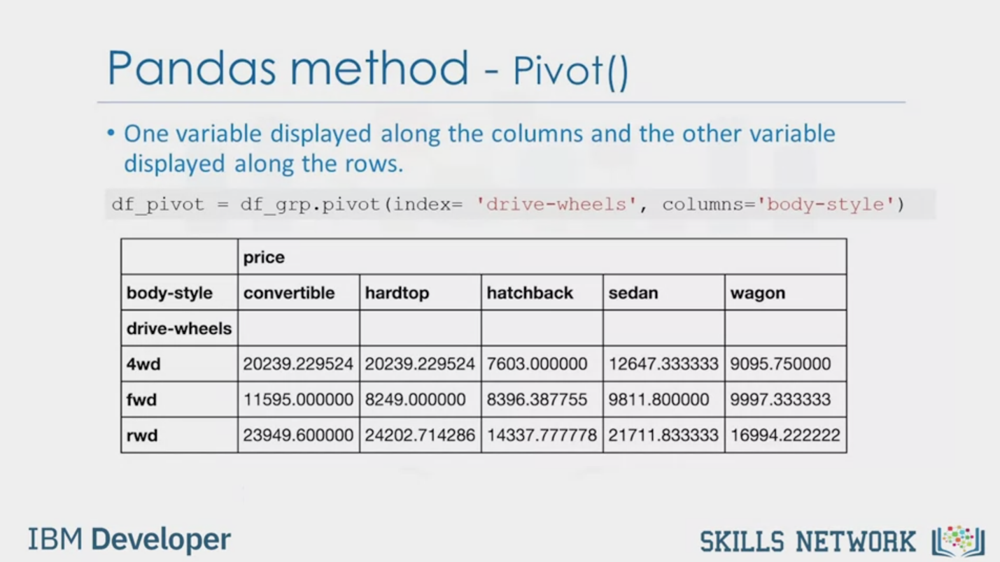 Pandas method - Pivot()
• One variable displayed along the columns and the other variable
displayed along the rows.
df_pivot = df_grp.pivot(index= 'drive-wheels', columns='body-style')
price
body-style convertible hardtop hatchback sedan wagon
drive-wheels
4wd 20239.229524 20239.229524 7603.000000 12647.333333 9095.750000
fwd 11595.000000 8249.000000 8396.387755 9811.800000 9997.333333
rwd 23949.600000 24202.714286 14337.777778 21711.833333 16994.222222
IBM Developer
SKILLS NETWORK